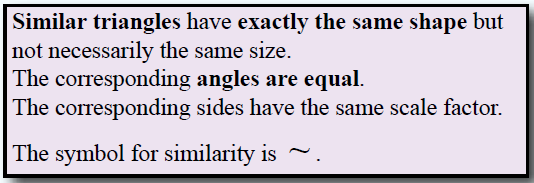 Similar triangles have exactly the same shape but
not necessarily the same size.
The corresponding angles are equal.
The corresponding sides have the same scale factor.
The symbol for similarity is ~ .